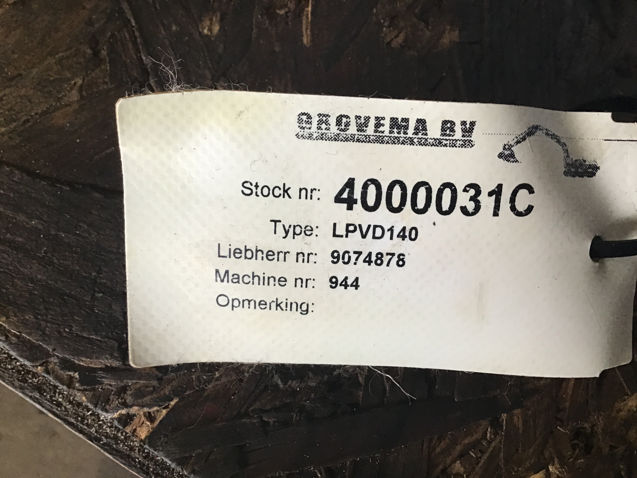 GROVEMA BV
Stock nr: 4000031C
Type: LPVD140
Liebherr nr: 9074878
Machine nr: 944
Opmerking: